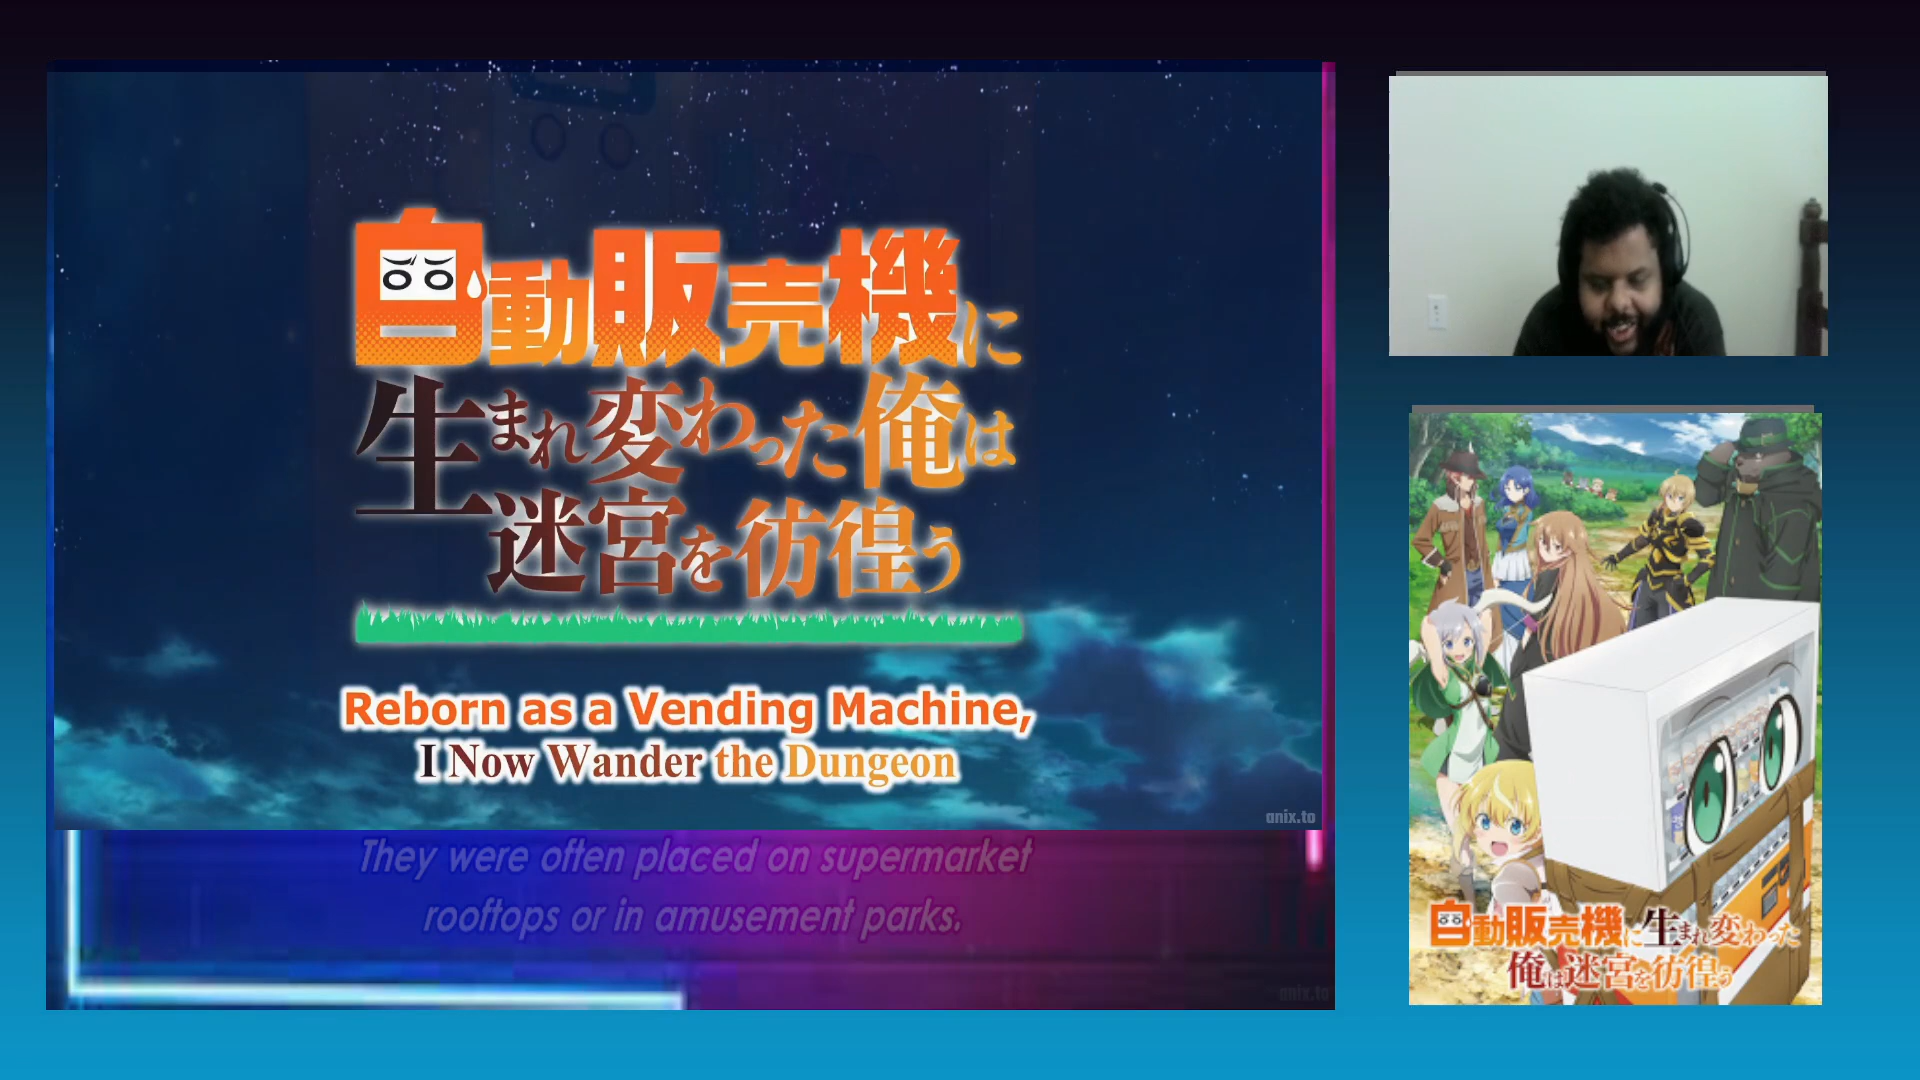 自動販売機に
生まれ変わった俺は
迷宮を彷徨う
Reborn as a Vending Machine,
I Now Wander the Dungeon
anix.to
They were often placed on supermarket
rooftops or in amusement parks.
anix.to
自動販売機に生まれ変わった
俺は迷宮を彷徨う